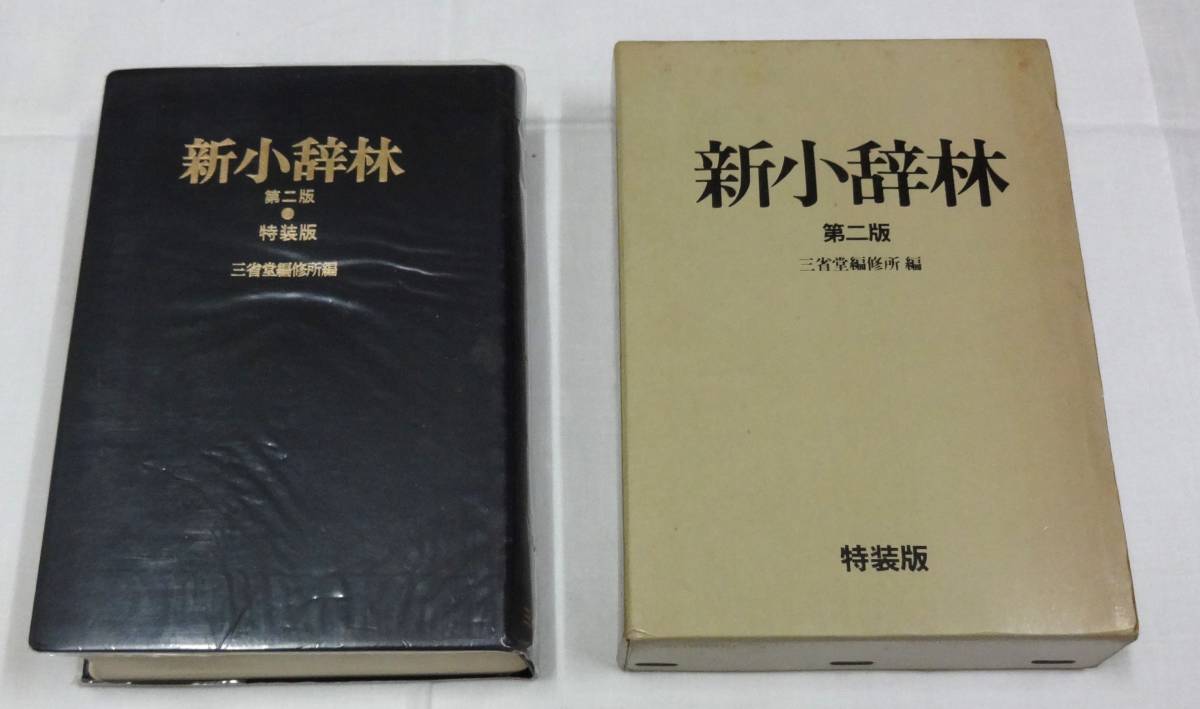 新小辞林
第二版
特装版
三省堂編修所編
新小辞林
第二版
三省堂編修所 編
特装版